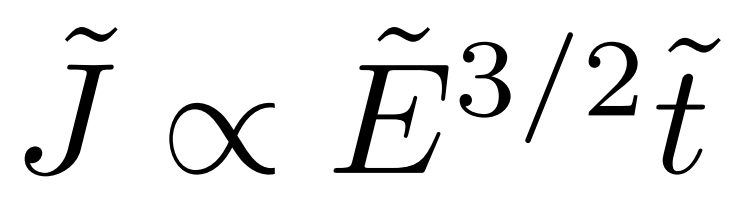 J̃ ∝ Ẽ^{3/2} t̃